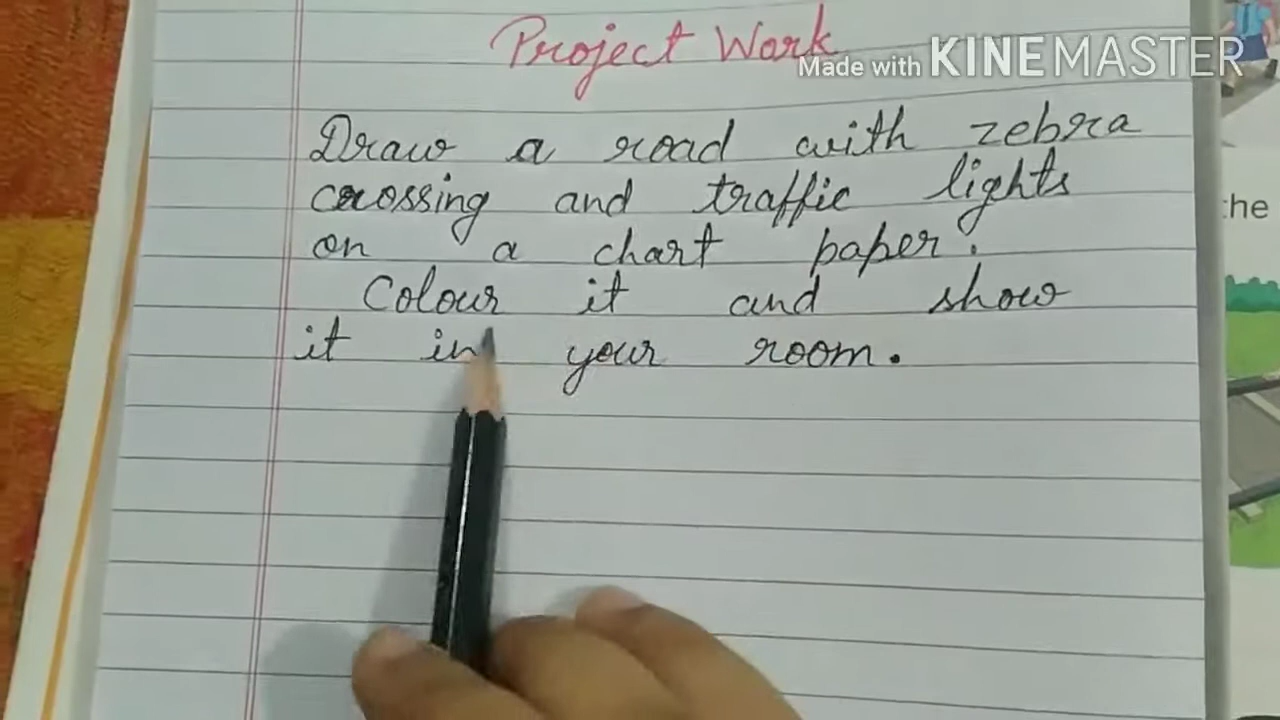 Project Work
Made with KINEMASTER
Draw a road with zebra
crossing and traffic lights
on a chart paper.
Colour it and show
it in your room.
the